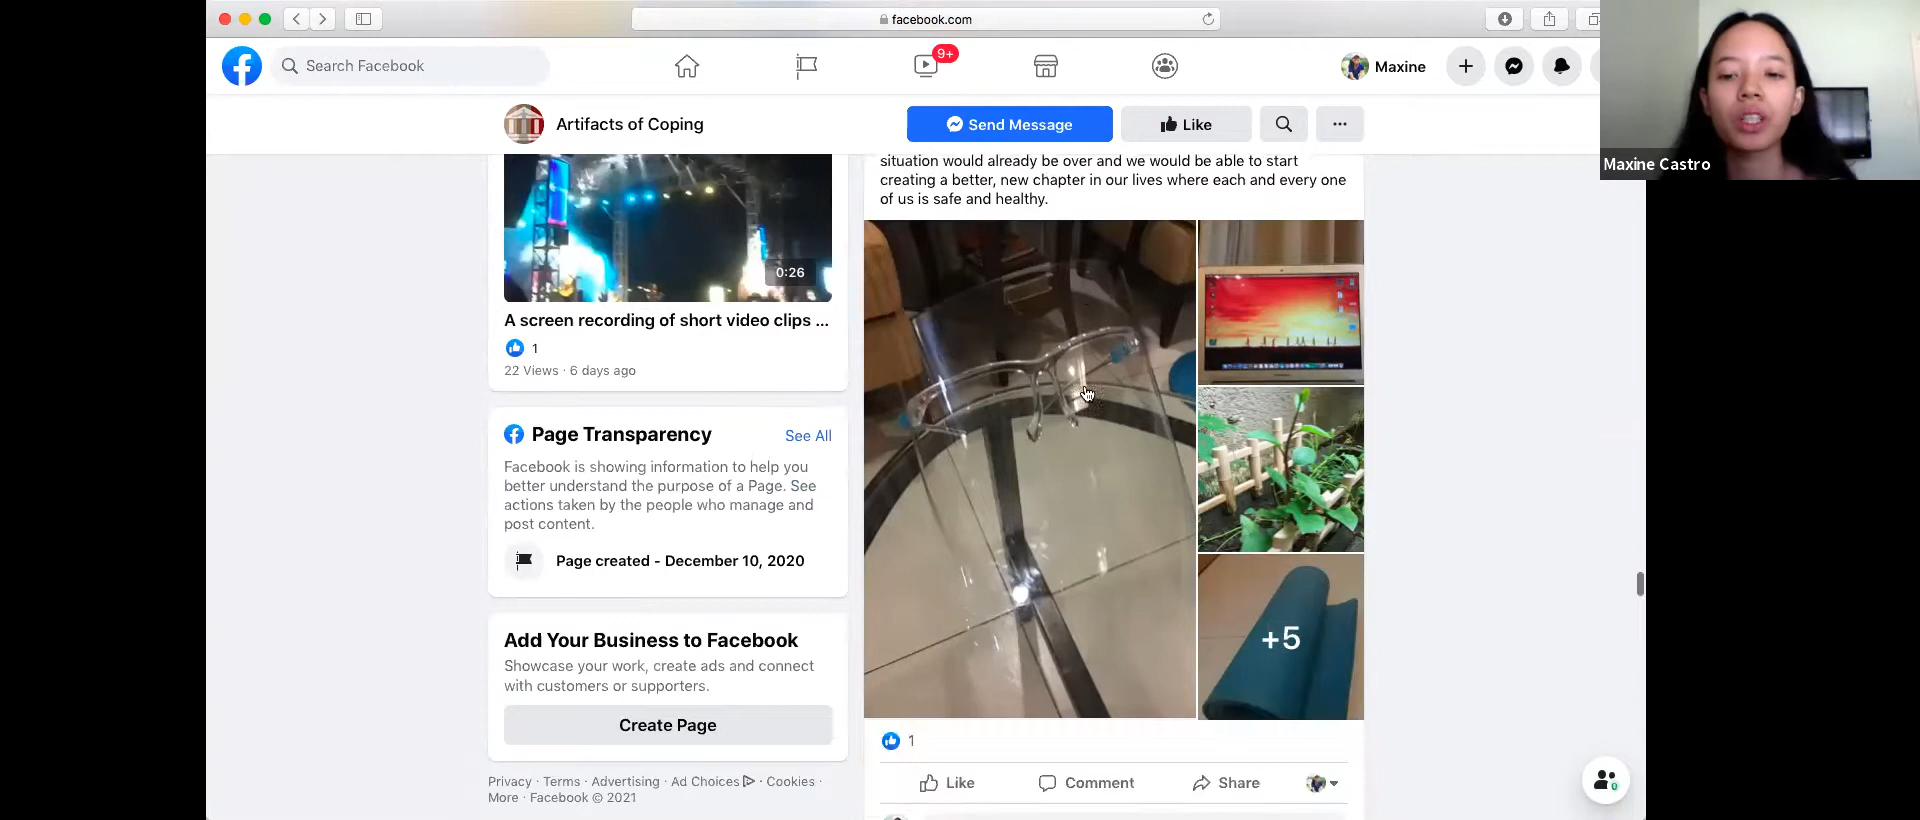 facebook.com
Search Facebook
9+
Maxine
Artifacts of Coping
Send Message
Like
Maxine Castro
situation would already be over and we would be able to start
creating a better, new chapter in our lives where each and every one
of us is safe and healthy.
0:26
A screen recording of short video clips ...
1
22 Views · 6 days ago
Page Transparency
See All
Facebook is showing information to help you
better understand the purpose of a Page. See
actions taken by the people who manage and
post content.
Page created - December 10, 2020
Add Your Business to Facebook
Showcase your work, create ads and connect
with customers or supporters.
Create Page
Privacy · Terms · Advertising · Ad Choices · Cookies ·
More · Facebook © 2021
+5
1
Like
Comment
Share
0